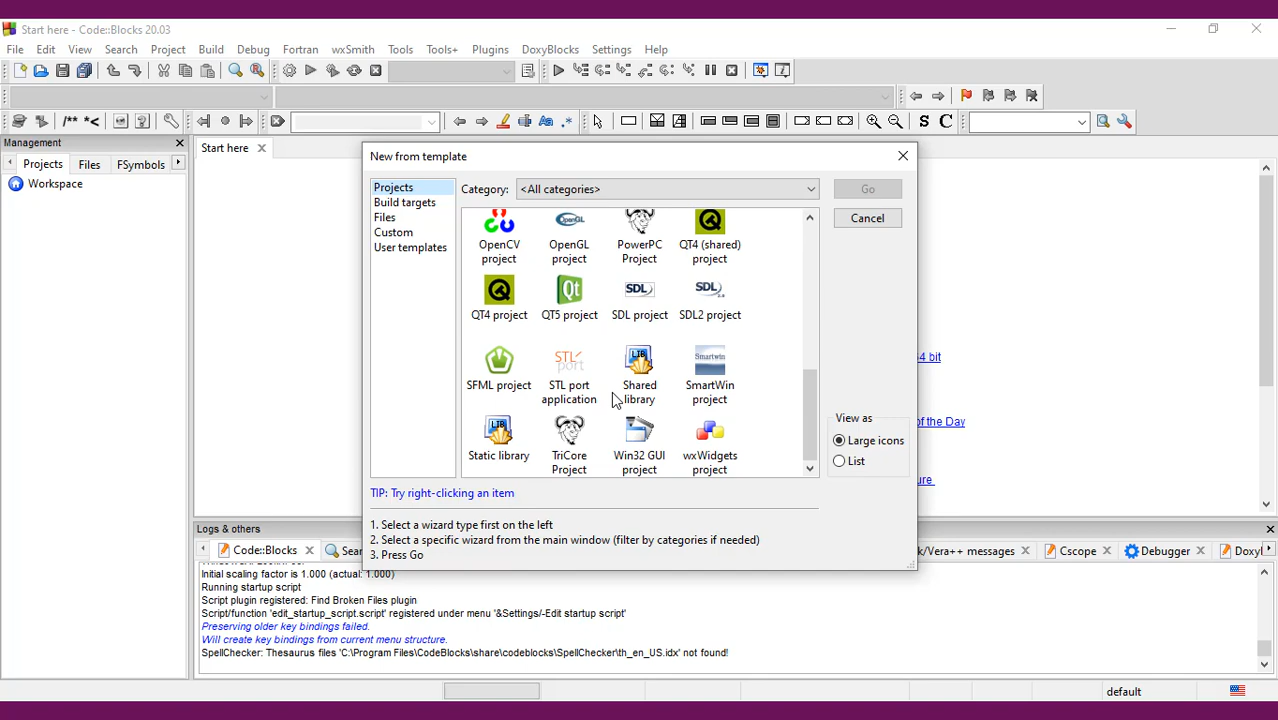 Start here - Code::Blocks 20.03
File Edit View Search Project Build Debug Fortran wxSmith Tools Tools+ Plugins DoxyBlocks Settings Help
/** *<
S C
Management
Projects Files FSymbols
Workspace
Start here
New from template
Projects
Build targets
Files
Custom
User templates
Category: <All categories>
Go
Cancel
OpenCV project
OpenGL project
PowerPC Project
QT4 (shared) project
QT4 project
QT5 project
SDL project
SDL2 project
SFML project
STL port application
Shared library
SmartWin project
Static library
TriCore Project
Win32 GUI project
wxWidgets project
View as
Large icons
List
TIP: Try right-clicking an item
1. Select a wizard type first on the left
2. Select a specific wizard from the main window (filter by categories if needed)
3. Press Go
64 bit
of the Day
Logs & others
Code::Blocks
k/Vera++ messages
Cscope
Debugger
Initial scaling factor is 1.000 (actual: 1.000)
Running startup script
Script plugin registered: Find Broken Files plugin
Script/function 'edit_startup_script.script' registered under menu '&Settings/-Edit startup script'
Preserving older key bindings failed.
Will create key bindings from current menu structure.
SpellChecker: Thesaurus files 'C:\Program Files\CodeBlocks\share\codeblocks\SpellChecker\th_en_US.idx' not found!
default